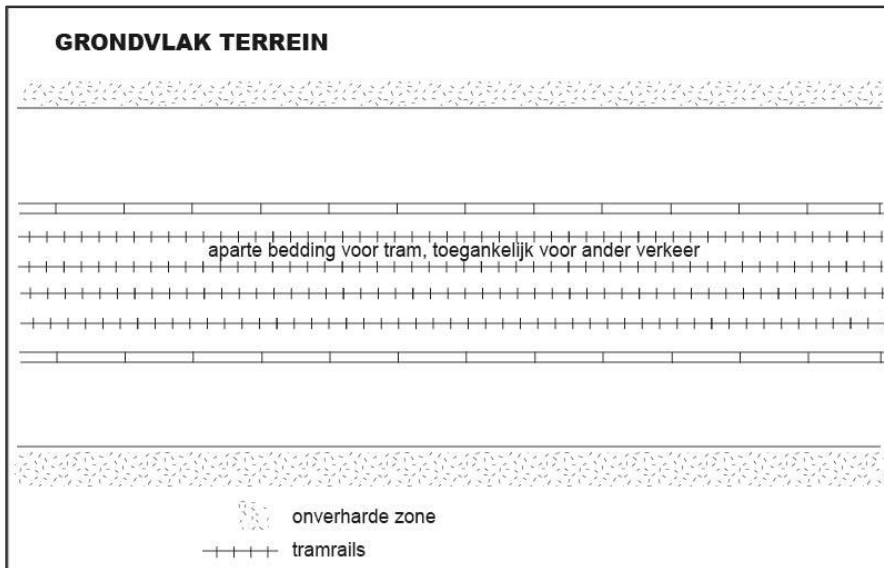 GRONDVLAK TERREIN
aparte bedding voor tram, toegankelijk voor ander verkeer
onverharde zone
tramrails